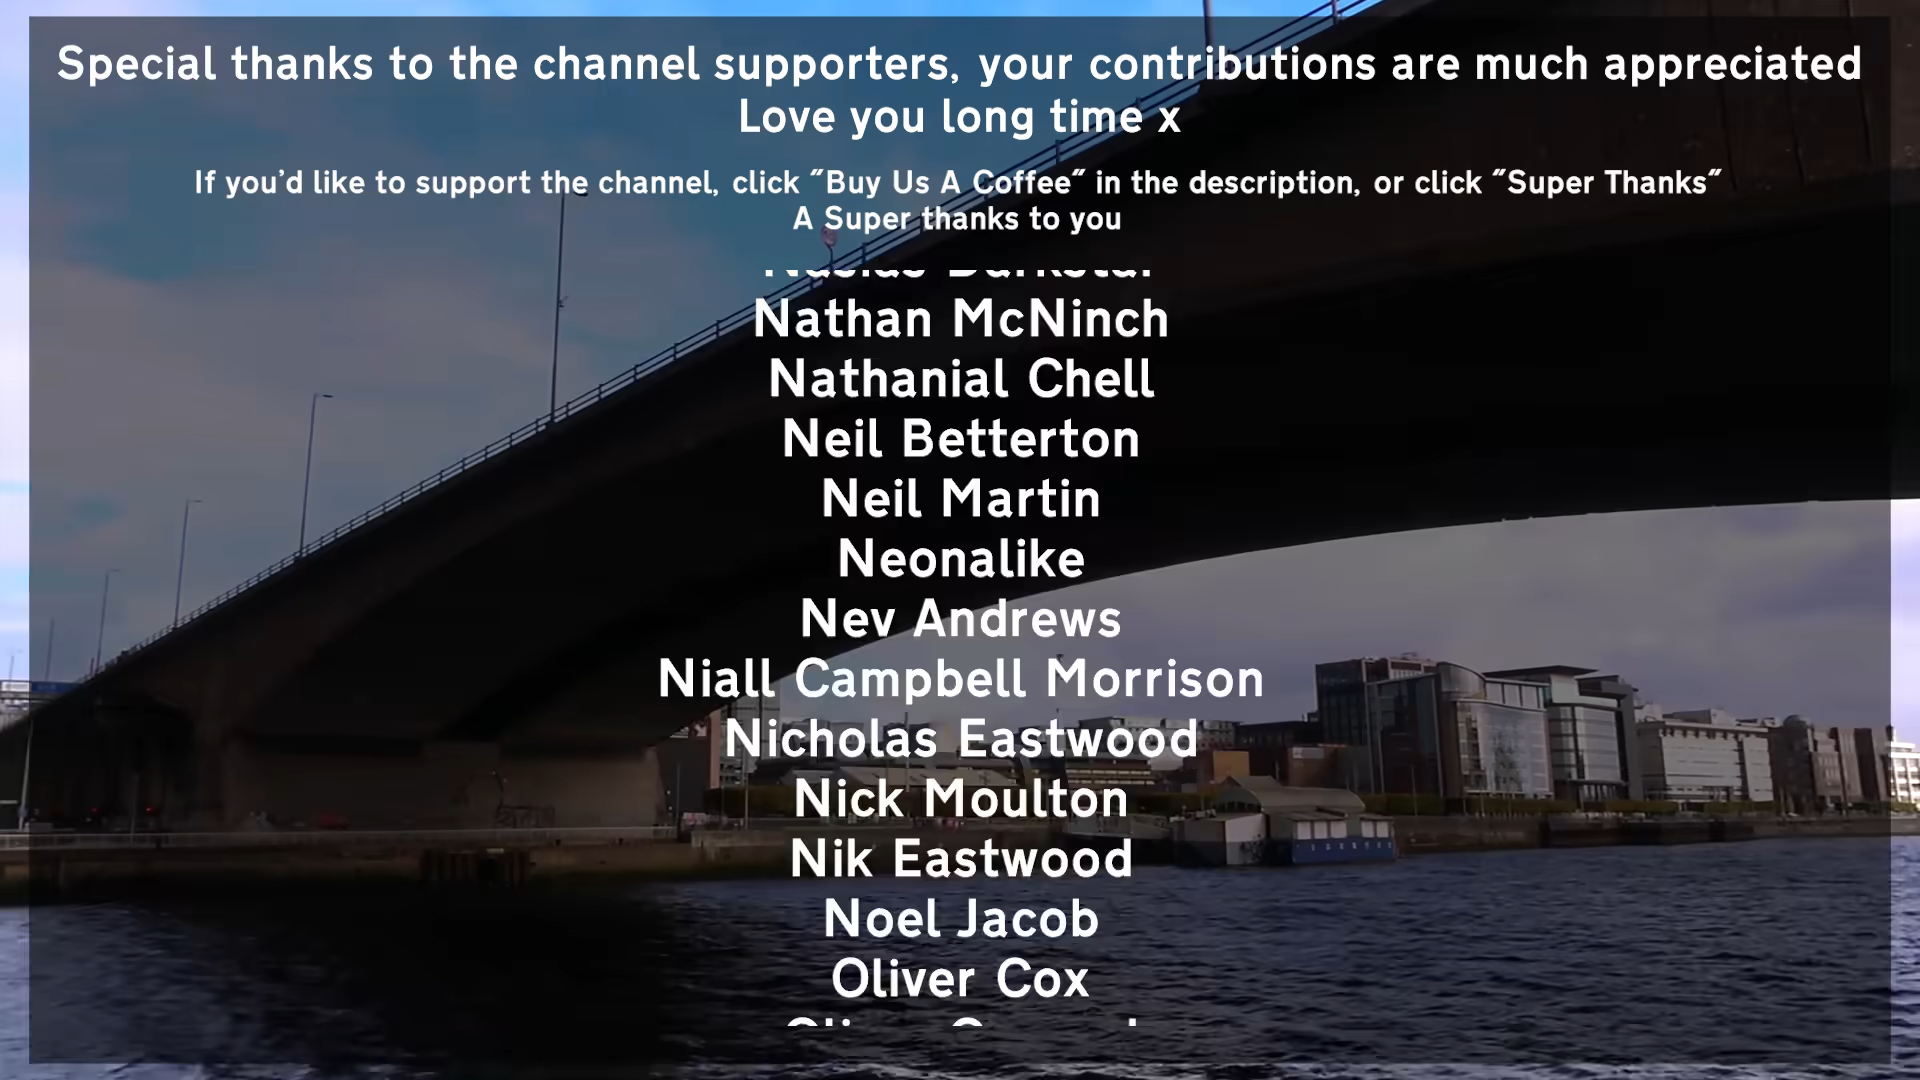 Special thanks to the channel supporters, your contributions are much appreciated
Love you long time x
If you'd like to support the channel, click "Buy Us A Coffee" in the description, or click "Super Thanks"
A Super thanks to you
Nathan McNinch
Nathanial Chell
Neil Betterton
Neil Martin
Neonalike
Nev Andrews
Niall Campbell Morrison
Nicholas Eastwood
Nick Moulton
Nik Eastwood
Noel Jacob
Oliver Cox